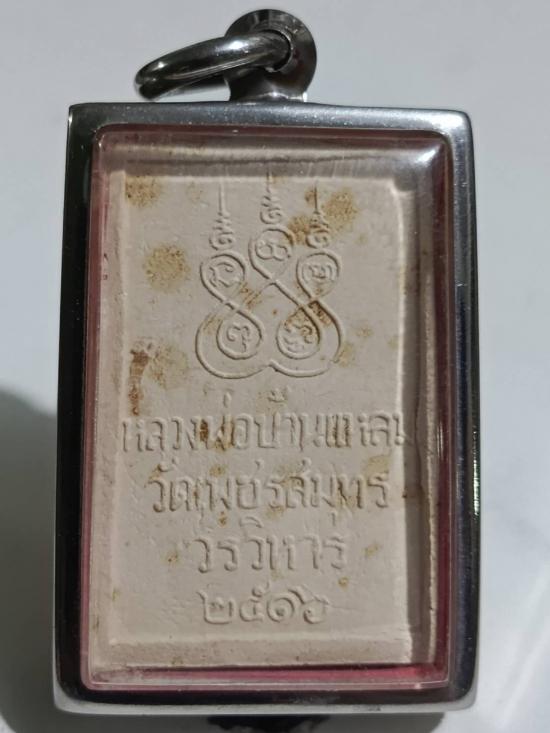 หลวงพ่อบ้านแหลม
วัดเพชรสมุทร
วรวิหาร
๒๕๑๖